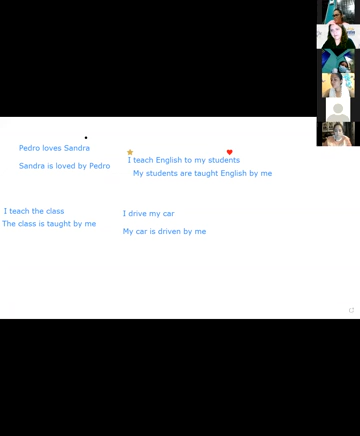 Pedro loves Sandra
Sandra is loved by Pedro
I teach English to my students
My students are taught English by me
I teach the class
The class is taught by me
I drive my car
My car is driven by me